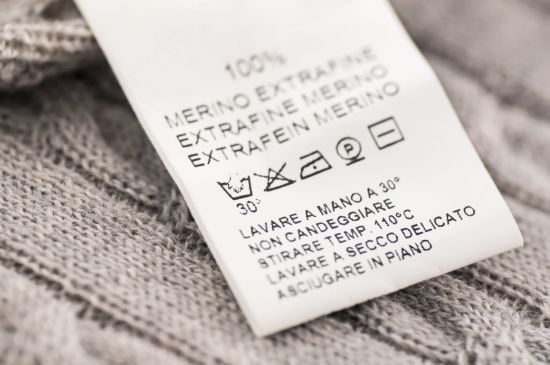 100%
MERINO EXTRAFINE
EXTRAFINE MERINO
EXTRAFEIN MERINO
P
30°
LAVARE A MANO A 30°
NON CANDEGGIARE
STIRARE TEMP. 110°C
LAVARE A SECCO DELICATO
ASCIUGARE IN PIANO